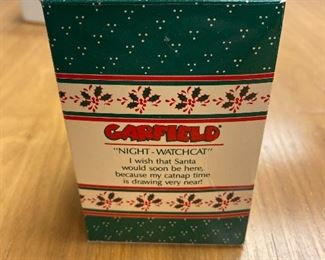 GARFIELD
"NIGHT-WATCHCAT"
I wish that Santa
would soon be here,
because my catnap time
is drawing very near!